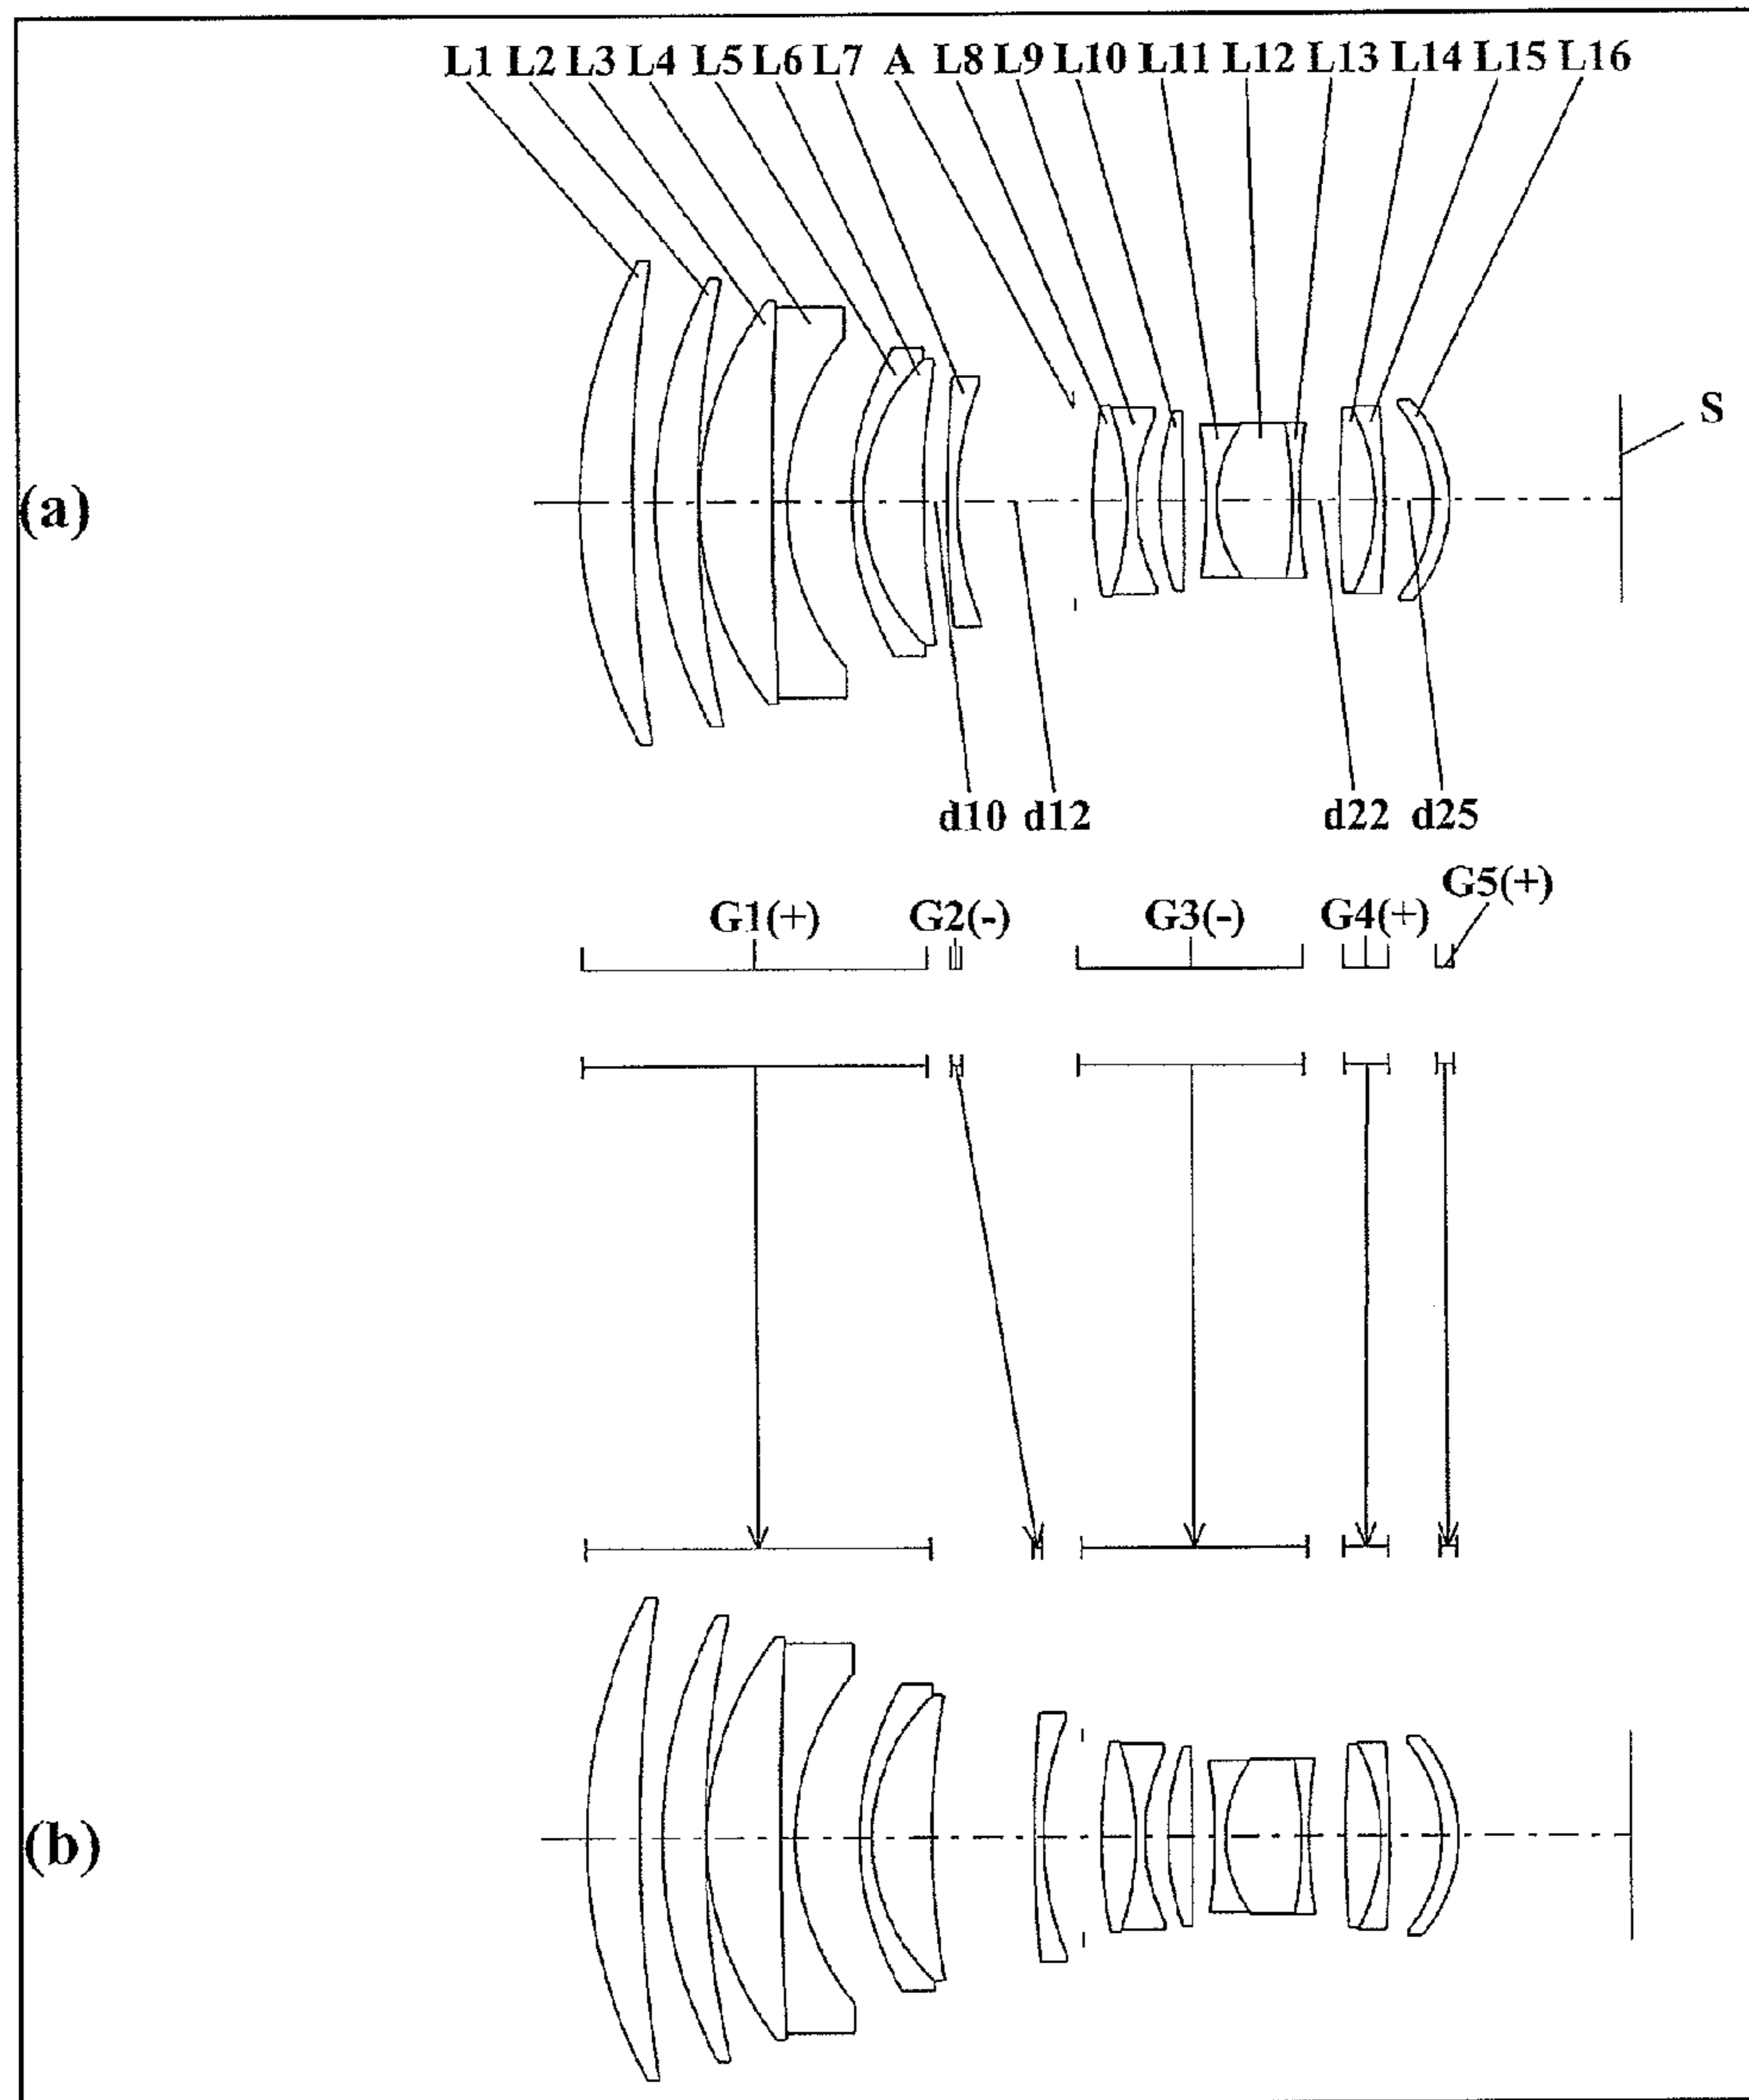 L1 L2 L3 L4 L5 L6 L7 A L8 L9 L10 L11 L12 L13 L14 L15 L16
S
(a)
d10 d12 d22 d25
G5(+)
G1(+) G2(-) G3(-) G4(+)
(b)